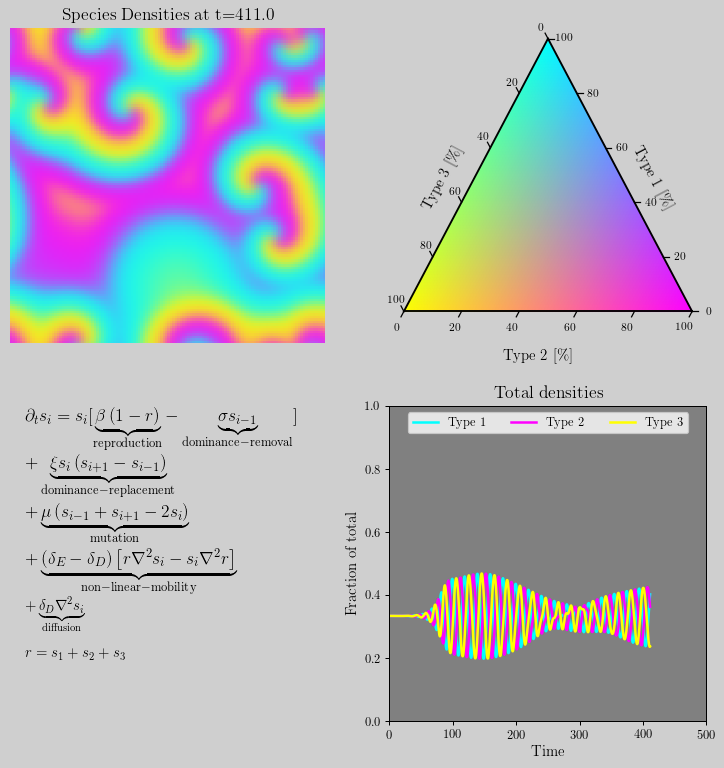 Species Densities at t=411.0
0
100
20
80
40
60
60
40
80
20
100
0
Type 3 [%]
Type 1 [%]
0 20 40 60 80 100
Type 2 [%]
∂ₜsᵢ = sᵢ[ β (1 − r) − σsᵢ₋₁ ]
reproduction dominance−removal
+ ξsᵢ (sᵢ₊₁ − sᵢ₋₁)
dominance−replacement
+ μ (sᵢ₋₁ + sᵢ₊₁ − 2sᵢ)
mutation
+ (δ_E − δ_D) [r∇²sᵢ − sᵢ∇²r]
non−linear−mobility
+ δ_D∇²sᵢ
diffusion
r = s₁ + s₂ + s₃
Total densities
Type 1 Type 2 Type 3
1.0
0.8
0.6
0.4
0.2
0.0
Fraction of total
0 100 200 300 400 500
Time